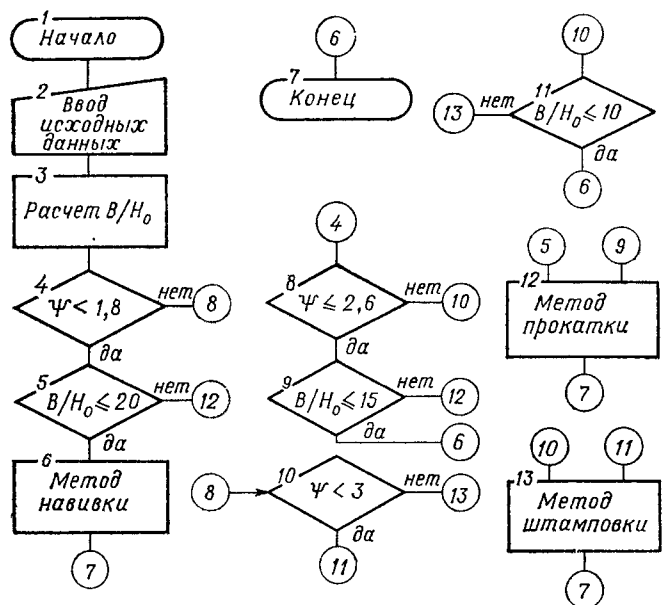 1
Начало
2
Ввод
исходных
данных
3
Расчет B/H₀
4
Ψ < 1,8
нет
8
да
5
B/H₀ ≤ 20
нет
12
да
6
Метод
навивки
7
6
7
Конец
4
8
Ψ ≤ 2,6
нет
10
да
9
B/H₀ ≤ 15
нет
12
да
6
8
10
Ψ < 3
нет
13
да
11
10
11
B/H₀ ≤ 10
нет
13
да
6
5
9
12
Метод
прокатки
7
10
11
13
Метод
штамповки
7